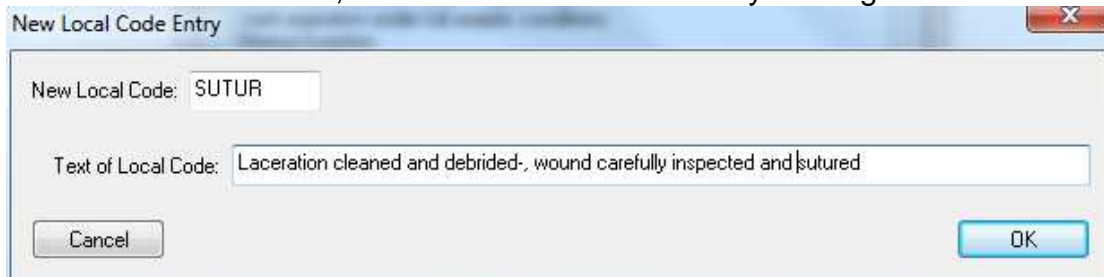 New Local Code Entry
X
New Local Code: SUTUR
Text of Local Code: Laceration cleaned and debrided-, wound carefully inspected and sutured
Cancel OK